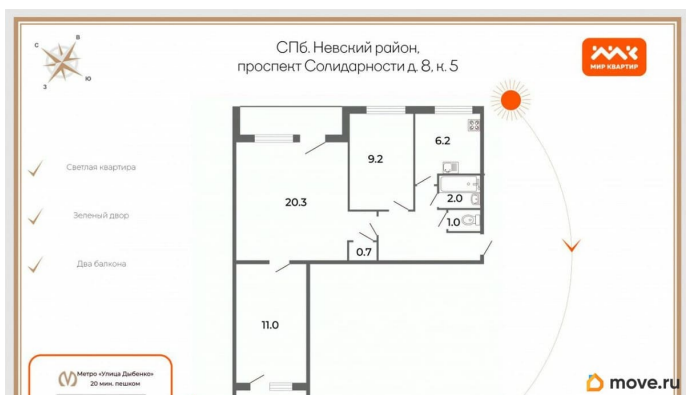 СПб. Невский район,
проспект Солидарности д. 8, к. 5
МИР КВАРТИР
С
В
Ю
З
Светлая квартира
Зеленый двор
Два балкона
9.2
6.2
20.3
2.0
1.0
0.7
11.0
Метро «Улица Дыбенко»
20 мин. пешком
move.ru